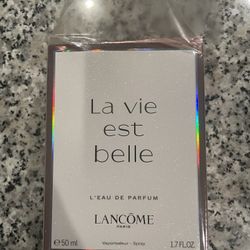 La vie
est
belle
L'EAU DE PARFUM
LANCÔME
PARIS
℮50 ml Vaporisateur - Spray 1.7 FL.OZ.